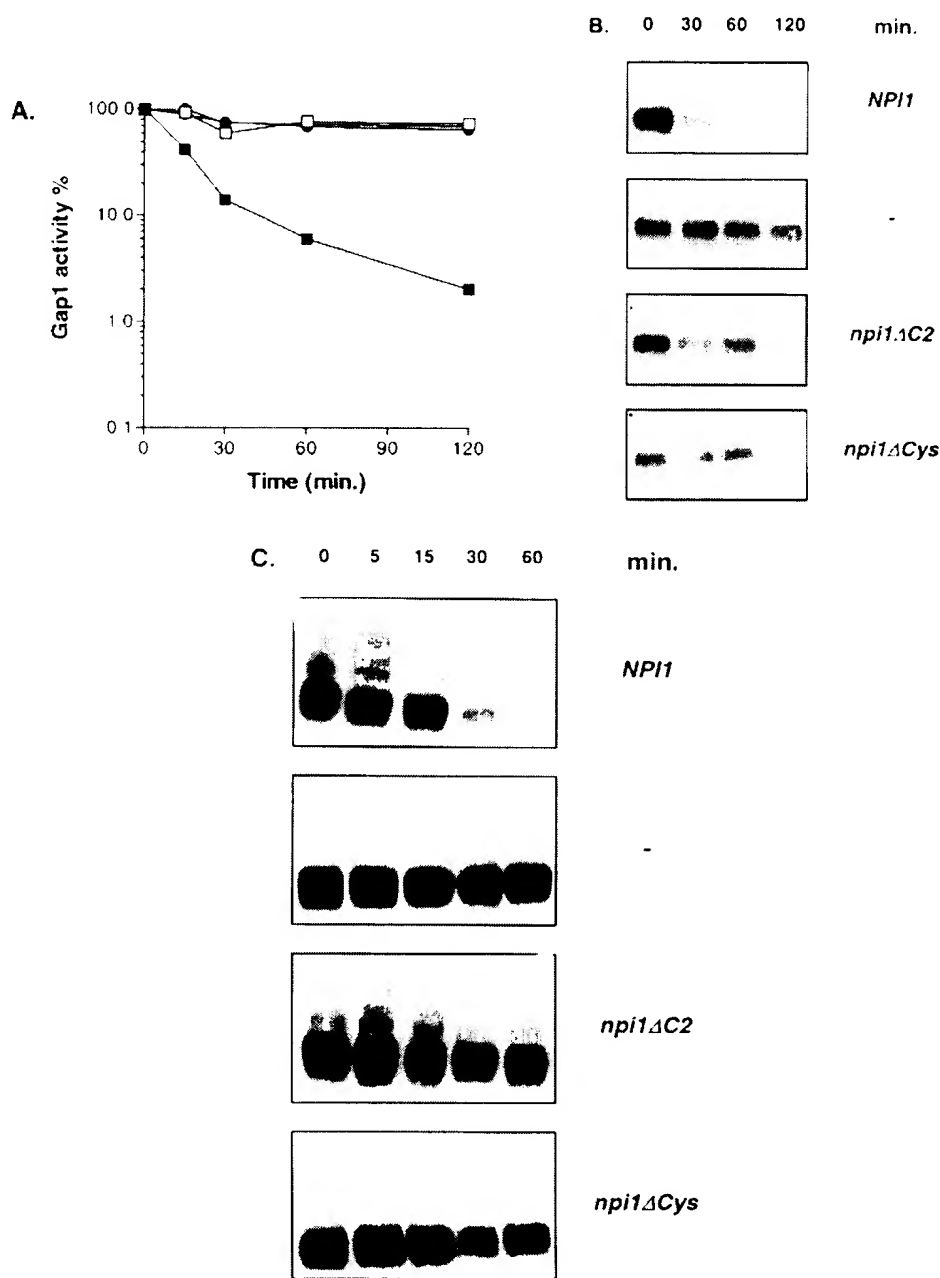 A.
Gap1 activity %
100 0
10 0
1 0
0 1
0 30 60 90 120
Time (min.)
B. 0 30 60 120 min.
NPI1
-
npi1ΔC2
npi1ΔCys
C. 0 5 15 30 60 min.
NPI1
-
npi1ΔC2
npi1ΔCys